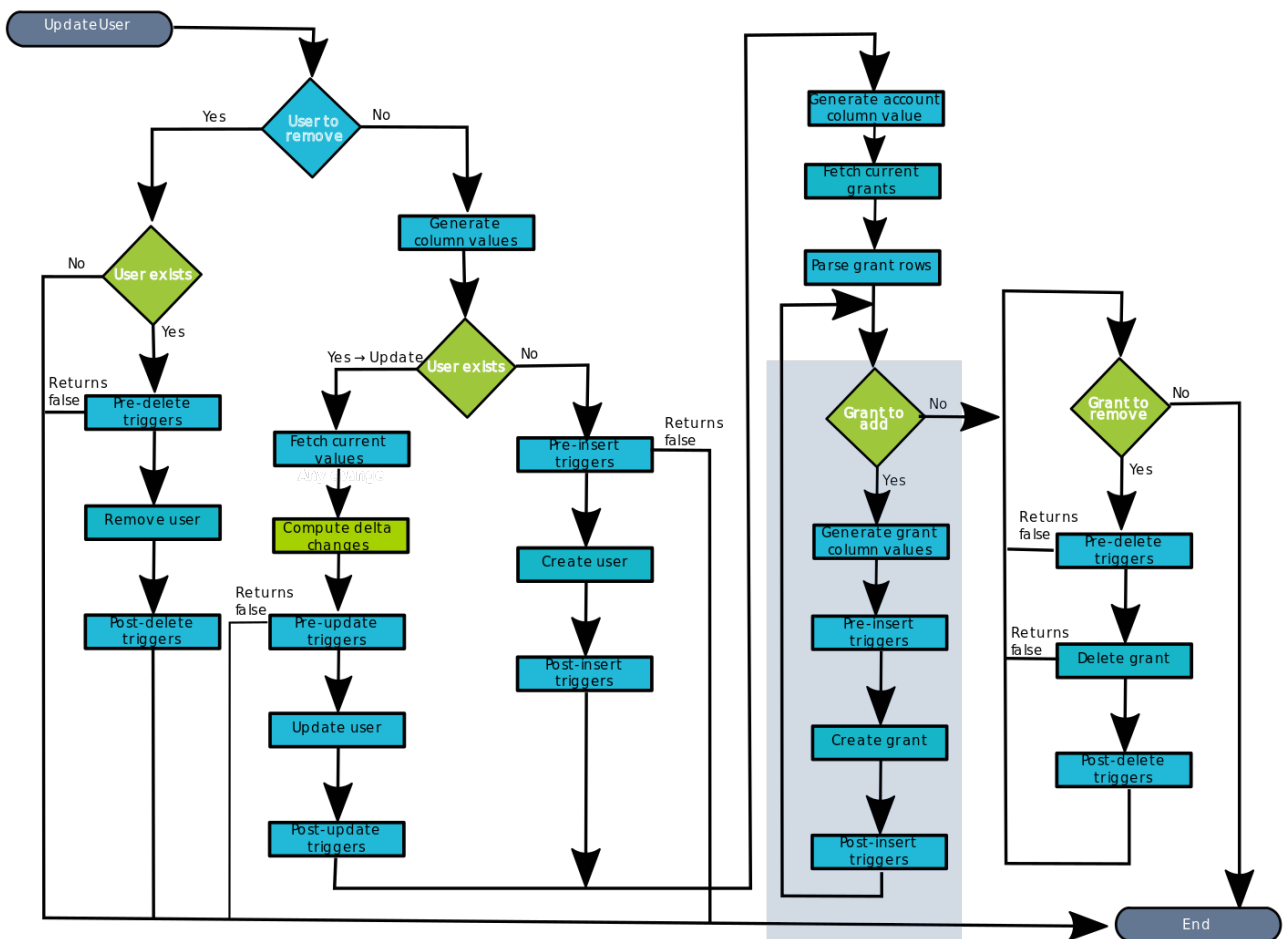 UpdateUser
User to
remove
Yes
No
Generate
column values
User exists
No
Yes
Returns
false
Pre-delete
triggers
Remove user
Post-delete
triggers
User exists
Yes → Update
No
Fetch current
values
Any change
Compute delta
changes
Returns
false
Pre-update
triggers
Update user
Post-update
triggers
Returns
false
Pre-insert
triggers
Create user
Post-insert
triggers
Generate account
column value
Fetch current
grants
Parse grant rows
Grant to
add
No
Yes
Generate grant
column values
Pre-insert
triggers
Create grant
Post-insert
triggers
Grant to
remove
No
Yes
Returns
false
Pre-delete
triggers
Returns
false
Delete grant
Post-delete
triggers
End